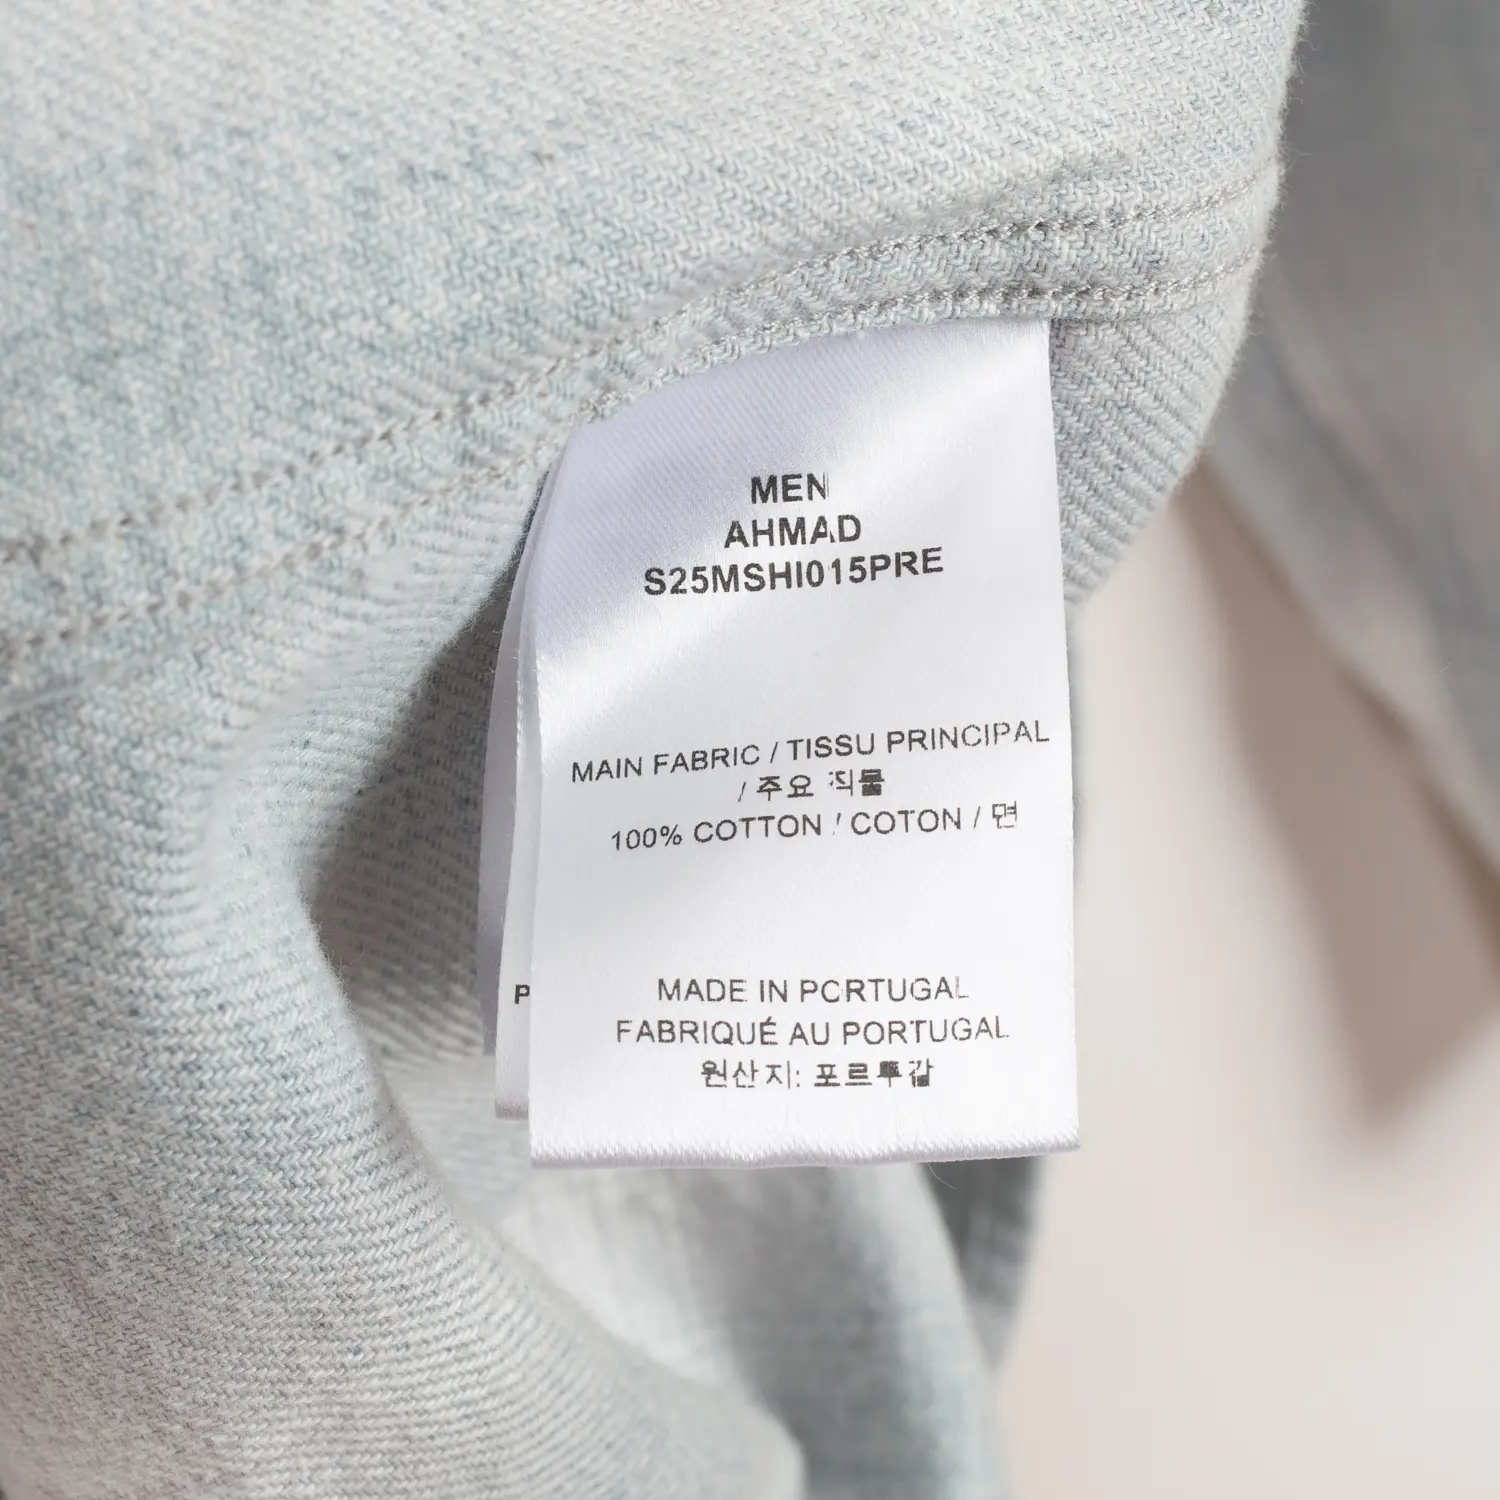 MEN
AHMAD
S25MSHI015PRE
MAIN FABRIC / TISSU PRINCIPAL
/ 주요 직물
100% COTTON / COTON / 면
P
MADE IN PORTUGAL
FABRIQUÉ AU PORTUGAL
원산지: 포르투갈